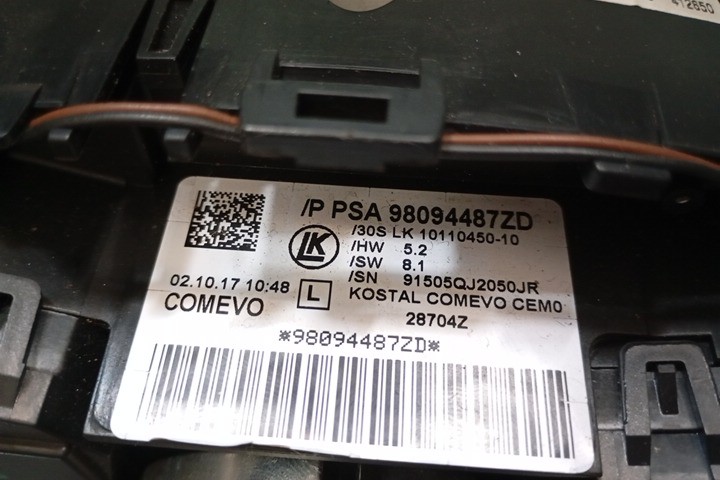 412850
/P PSA 98094487ZD
/30S LK 10110450-10
/HW 5.2
/SW 8.1
/SN 91505QJ2050JR
LK
02.10.17 10:48
L
KOSTAL COMEVO CEM0
COMEVO
28704Z
*98094487ZD*